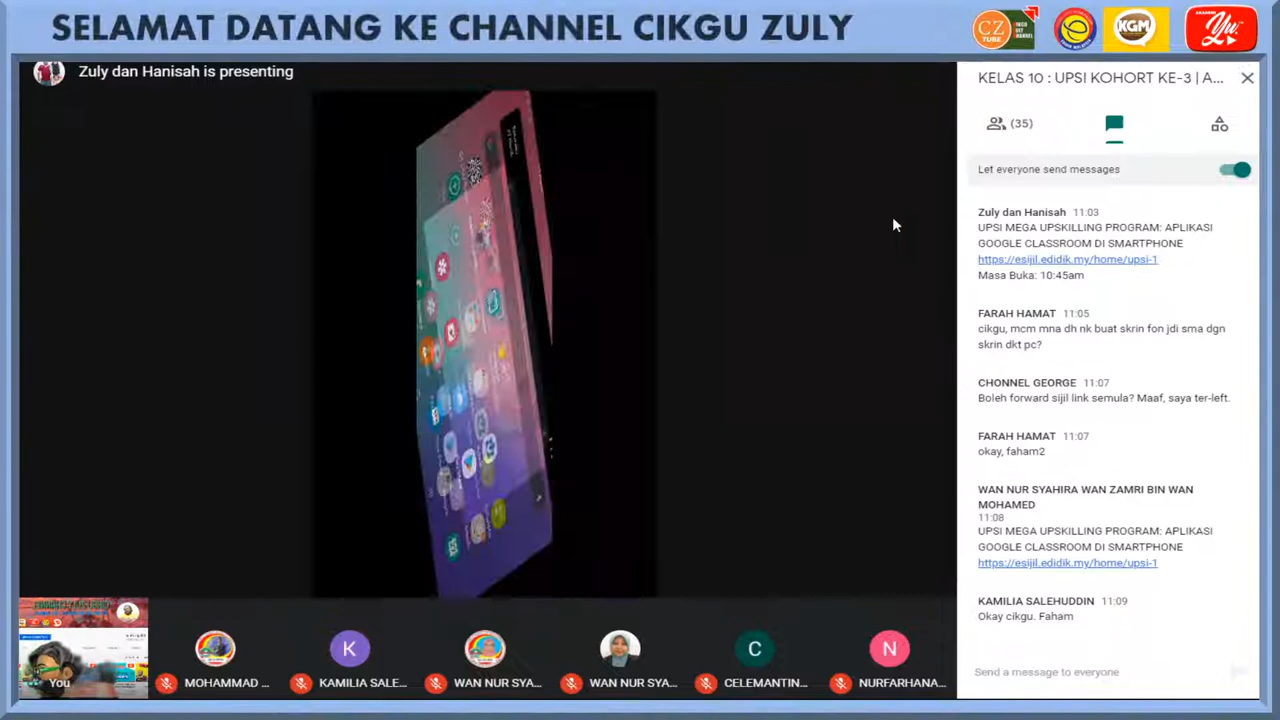 SELAMAT DATANG KE CHANNEL CIKGU ZULY
CZ
TUBE
KGM
Yu
Zuly dan Hanisah is presenting
KELAS 10 : UPSI KOHORT KE-3 | A...
(35)
Let everyone send messages
Zuly dan Hanisah 11:03
UPSI MEGA UPSKILLING PROGRAM: APLIKASI
GOOGLE CLASSROOM DI SMARTPHONE
https://esijil.edidik.my/home/upsi-1
Masa Buka: 10:45am
FARAH HAMAT 11:05
cikgu, mcm mna dh nk buat skrin fon jdi sma dgn
skrin dkt pc?
CHONNEL GEORGE 11:07
Boleh forward sijil link semula? Maaf, saya ter-left.
FARAH HAMAT 11:07
okay, faham2
WAN NUR SYAHIRA WAN ZAMRI BIN WAN
MOHAMED
11:08
UPSI MEGA UPSKILLING PROGRAM: APLIKASI
GOOGLE CLASSROOM DI SMARTPHONE
https://esijil.edidik.my/home/upsi-1
KAMILIA SALEHUDDIN 11:09
Okay cikgu. Faham
Send a message to everyone
You
MOHAMMAD ...
K
WAN NUR SYA...
WAN NUR SYA...
C
CELEMANTIN...
N
NURFARHANA...